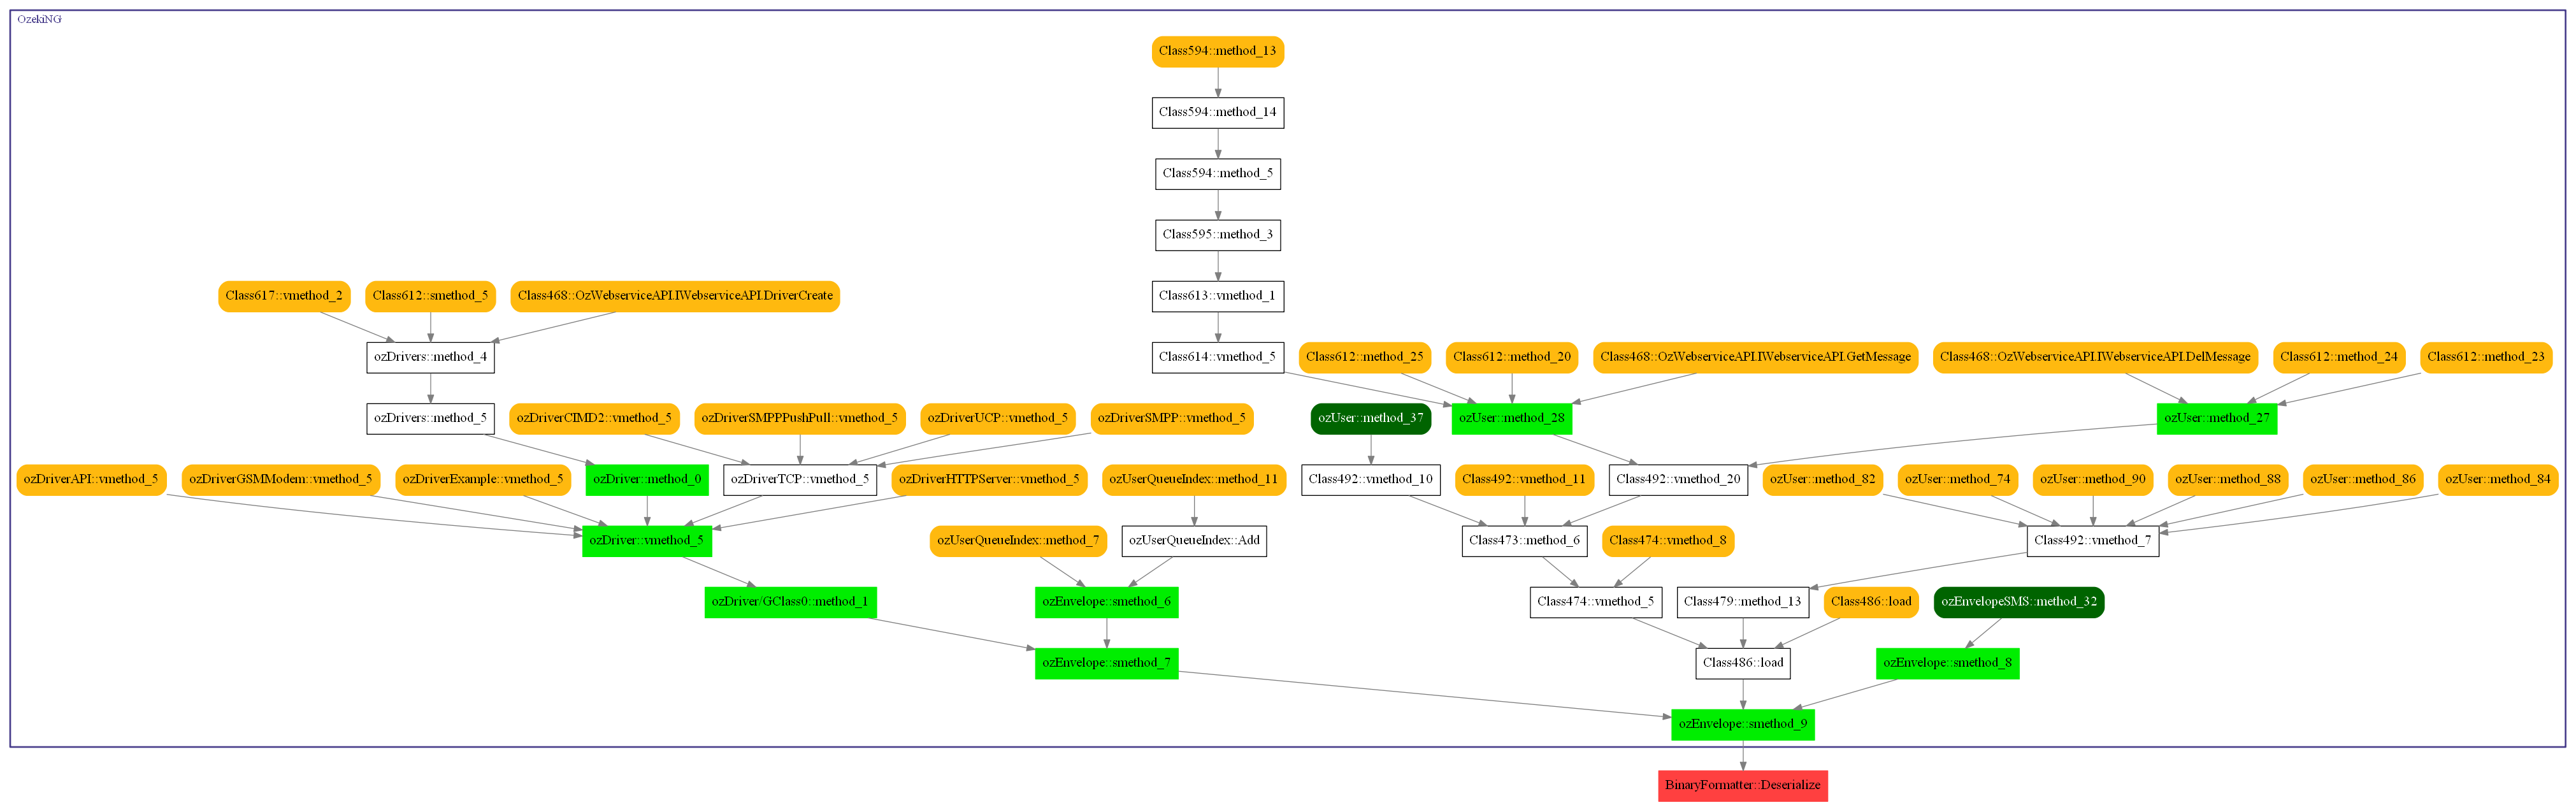 OzekiNG
Class594::method_13
Class594::method_14
Class594::method_5
Class595::method_3
Class617::vmethod_2
Class612::smethod_5
Class468::OzWebserviceAPI.IWebserviceAPI.DriverCreate
Class613::vmethod_1
ozDrivers::method_4
Class614::vmethod_5
Class612::method_25
Class612::method_20
Class468::OzWebserviceAPI.IWebserviceAPI.GetMessage
Class468::OzWebserviceAPI.IWebserviceAPI.DelMessage
Class612::method_24
Class612::method_23
ozDrivers::method_5
ozDriverCIMD2::vmethod_5
ozDriverSMPPPushPull::vmethod_5
ozDriverUCP::vmethod_5
ozDriverSMPP::vmethod_5
ozUser::method_37
ozUser::method_28
ozUser::method_27
ozDriverAPI::vmethod_5
ozDriverGSMModem::vmethod_5
ozDriverExample::vmethod_5
ozDriver::method_0
ozDriverTCP::vmethod_5
ozDriverHTTPServer::vmethod_5
ozUserQueueIndex::method_11
Class492::vmethod_10
Class492::vmethod_11
Class492::vmethod_20
ozUser::method_82
ozUser::method_74
ozUser::method_90
ozUser::method_88
ozUser::method_86
ozUser::method_84
ozDriver::vmethod_5
ozUserQueueIndex::method_7
ozUserQueueIndex::Add
Class473::method_6
Class474::vmethod_8
Class492::vmethod_7
ozDriver/GClass0::method_1
ozEnvelope::smethod_6
Class474::vmethod_5
Class479::method_13
Class486::load
ozEnvelopeSMS::method_32
ozEnvelope::smethod_7
Class486::load
ozEnvelope::smethod_8
ozEnvelope::smethod_9
BinaryFormatter::Deserialize